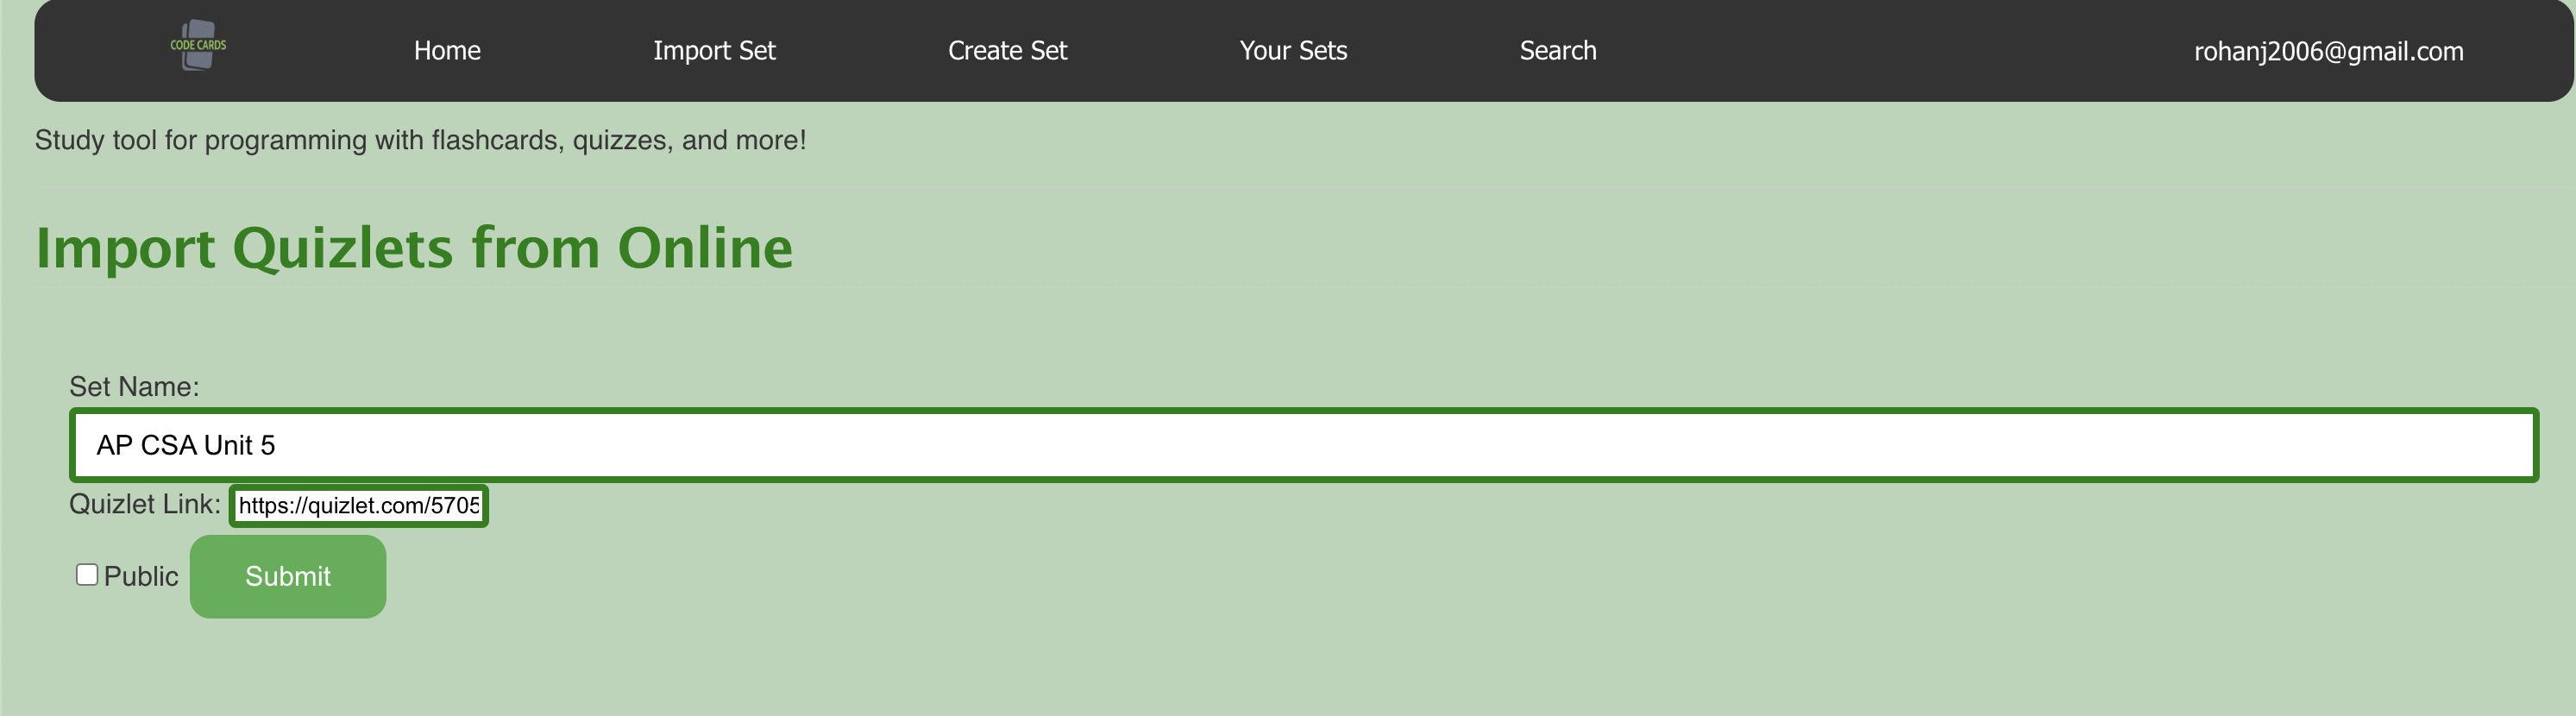 CODE CARDS
Home Import Set Create Set Your Sets Search rohanj2006@gmail.com
Study tool for programming with flashcards, quizzes, and more!
Import Quizlets from Online
Set Name:
AP CSA Unit 5
Quizlet Link: https://quizlet.com/5705
Public Submit